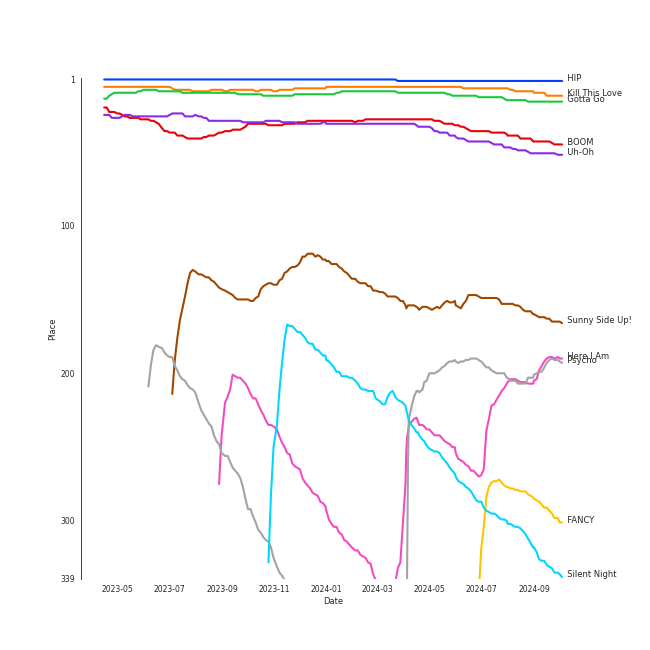 1
HIP
Kill This Love
Gotta Go
BOOM
Uh-Oh
100
Sunny Side Up!
Place
Here I Am
Psycho
200
300
FANCY
Silent Night
339
2023-05 2023-07 2023-09 2023-11 2024-01 2024-03 2024-05 2024-07 2024-09
Date